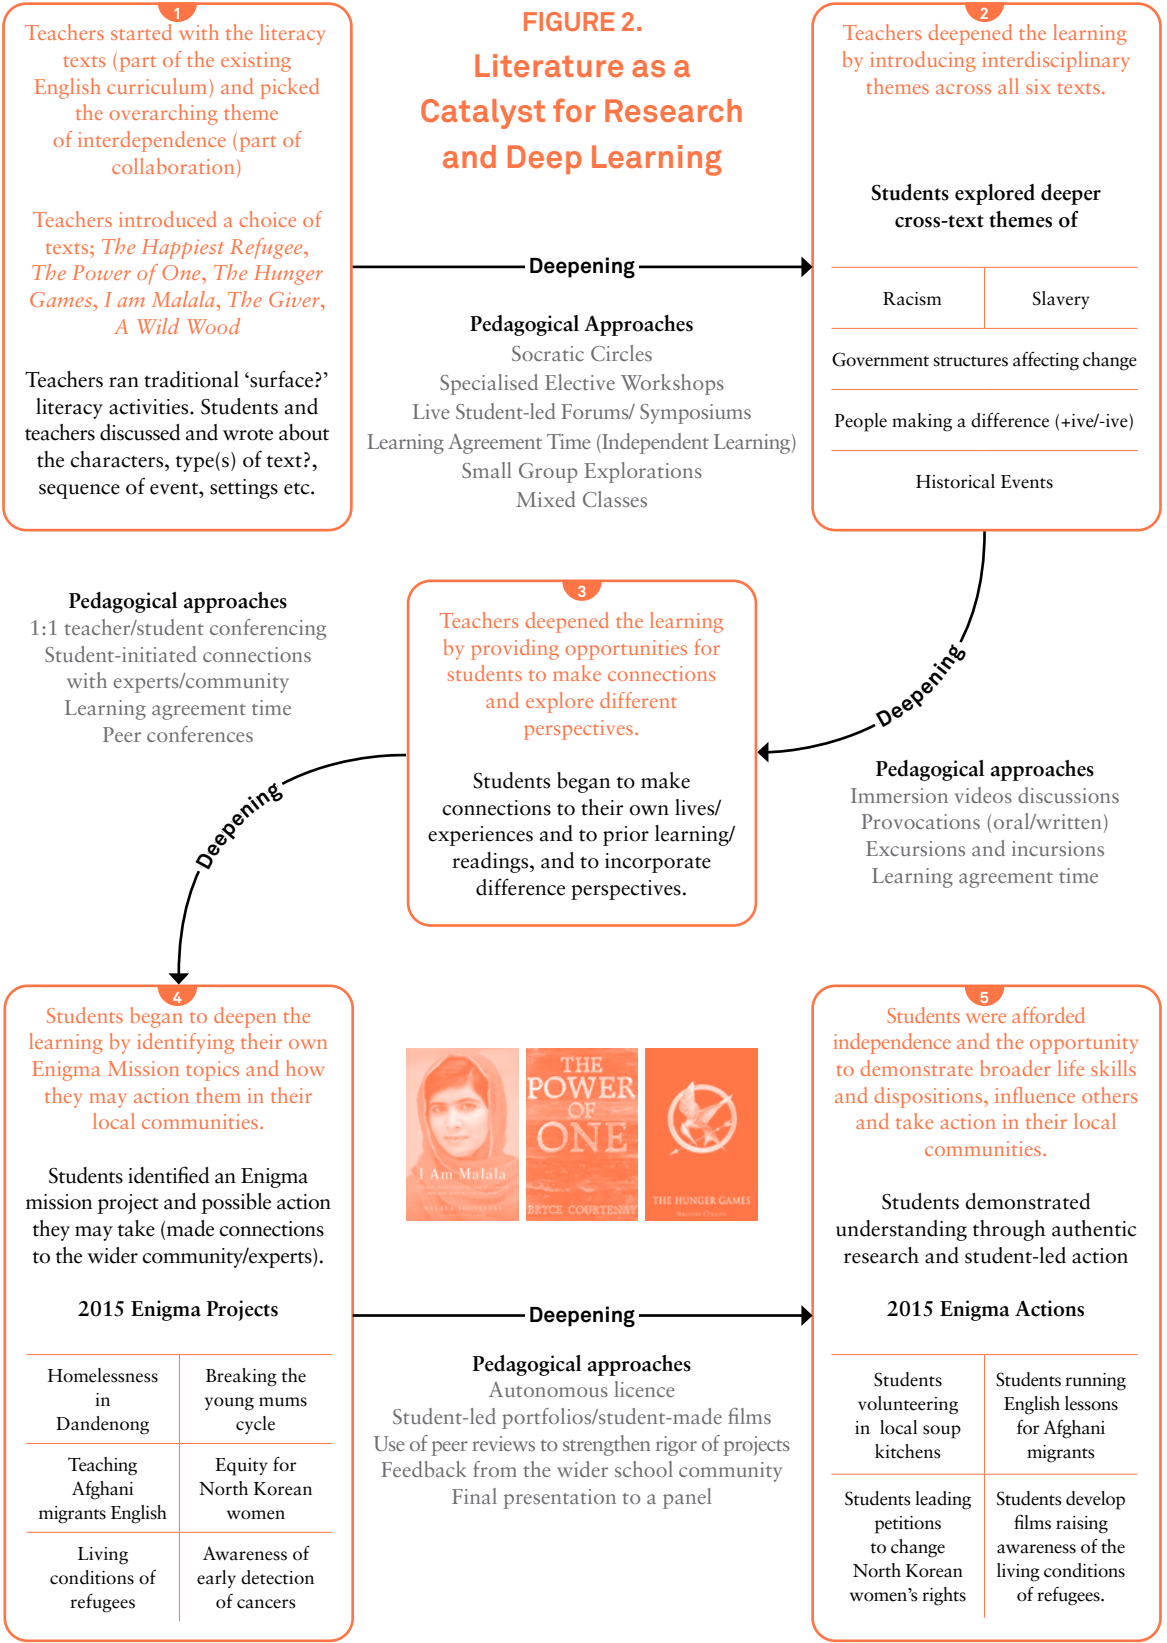 1
Teachers started with the literacy
texts (part of the existing
English curriculum) and picked
the overarching theme
of interdependence (part of
collaboration)
Teachers introduced a choice of
texts; The Happiest Refugee,
The Power of One, The Hunger
Games, I am Malala, The Giver,
A Wild Wood
Teachers ran traditional ‘surface?’
literacy activities. Students and
teachers discussed and wrote about
the characters, type(s) of text?,
sequence of event, settings etc.
FIGURE 2.
Literature as a
Catalyst for Research
and Deep Learning
Deepening
Pedagogical Approaches
Socratic Circles
Specialised Elective Workshops
Live Student-led Forums/ Symposiums
Learning Agreement Time (Independent Learning)
Small Group Explorations
Mixed Classes
2
Teachers deepened the learning
by introducing interdisciplinary
themes across all six texts.
Students explored deeper
cross-text themes of
Racism
Slavery
Government structures affecting change
People making a difference (+ive/-ive)
Historical Events
Deepening
Pedagogical approaches
Immersion videos discussions
Provocations (oral/written)
Excursions and incursions
Learning agreement time
3
Teachers deepened the learning
by providing opportunities for
students to make connections
and explore different
perspectives.
Students began to make
connections to their own lives/
experiences and to prior learning/
readings, and to incorporate
difference perspectives.
Pedagogical approaches
1:1 teacher/student conferencing
Student-initiated connections
with experts/community
Learning agreement time
Peer conferences
Deepening
4
Students began to deepen the
learning by identifying their own
Enigma Mission topics and how
they may action them in their
local communities.
Students identified an Enigma
mission project and possible action
they may take (made connections
to the wider community/experts).
2015 Enigma Projects
Homelessness
in
Dandenong
Breaking the
young mums
cycle
Teaching
Afghani
migrants English
Equity for
North Korean
women
Living
conditions of
refugees
Awareness of
early detection
of cancers
I Am Malala
MALALA YOUSAFZAI
THE
POWER
OF
ONE
BRYCE COURTENAY
THE HUNGER GAMES
SUZANNE COLLINS
Deepening
Pedagogical approaches
Autonomous licence
Student-led portfolios/student-made films
Use of peer reviews to strengthen rigor of projects
Feedback from the wider school community
Final presentation to a panel
5
Students were afforded
independence and the opportunity
to demonstrate broader life skills
and dispositions, influence others
and take action in their local
communities.
Students demonstrated
understanding through authentic
research and student-led action
2015 Enigma Actions
Students
volunteering
in local soup
kitchens
Students running
English lessons
for Afghani
migrants
Students leading
petitions
to change
North Korean
women’s rights
Students develop
films raising
awareness of the
living conditions
of refugees.